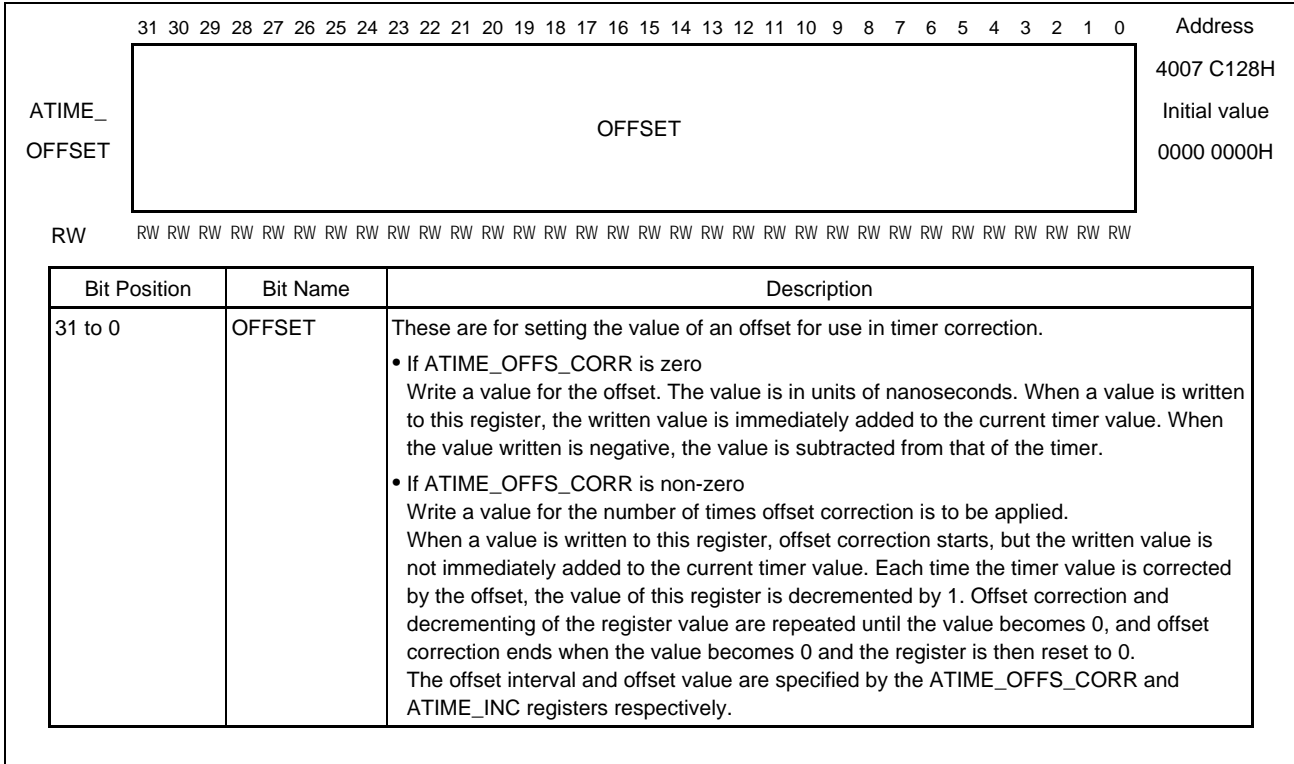 31 30 29 28 27 26 25 24 23 22 21 20 19 18 17 16 15 14 13 12 11 10 9 8 7 6 5 4 3 2 1 0 Address
4007 C128H
ATIME_ Initial value
OFFSET
OFFSET 0000 0000H
RW RW RW RW RW RW RW RW RW RW RW RW RW RW RW RW RW RW RW RW RW RW RW RW RW RW RW RW RW RW RW RW RW
Bit Position Bit Name Description
31 to 0 OFFSET These are for setting the value of an offset for use in timer correction.
• If ATIME_OFFS_CORR is zero
Write a value for the offset. The value is in units of nanoseconds. When a value is written
to this register, the written value is immediately added to the current timer value. When
the value written is negative, the value is subtracted from that of the timer.
• If ATIME_OFFS_CORR is non-zero
Write a value for the number of times offset correction is to be applied.
When a value is written to this register, offset correction starts, but the written value is
not immediately added to the current timer value. Each time the timer value is corrected
by the offset, the value of this register is decremented by 1. Offset correction and
decrementing of the register value are repeated until the value becomes 0, and offset
correction ends when the value becomes 0 and the register is then reset to 0.
The offset interval and offset value are specified by the ATIME_OFFS_CORR and
ATIME_INC registers respectively.